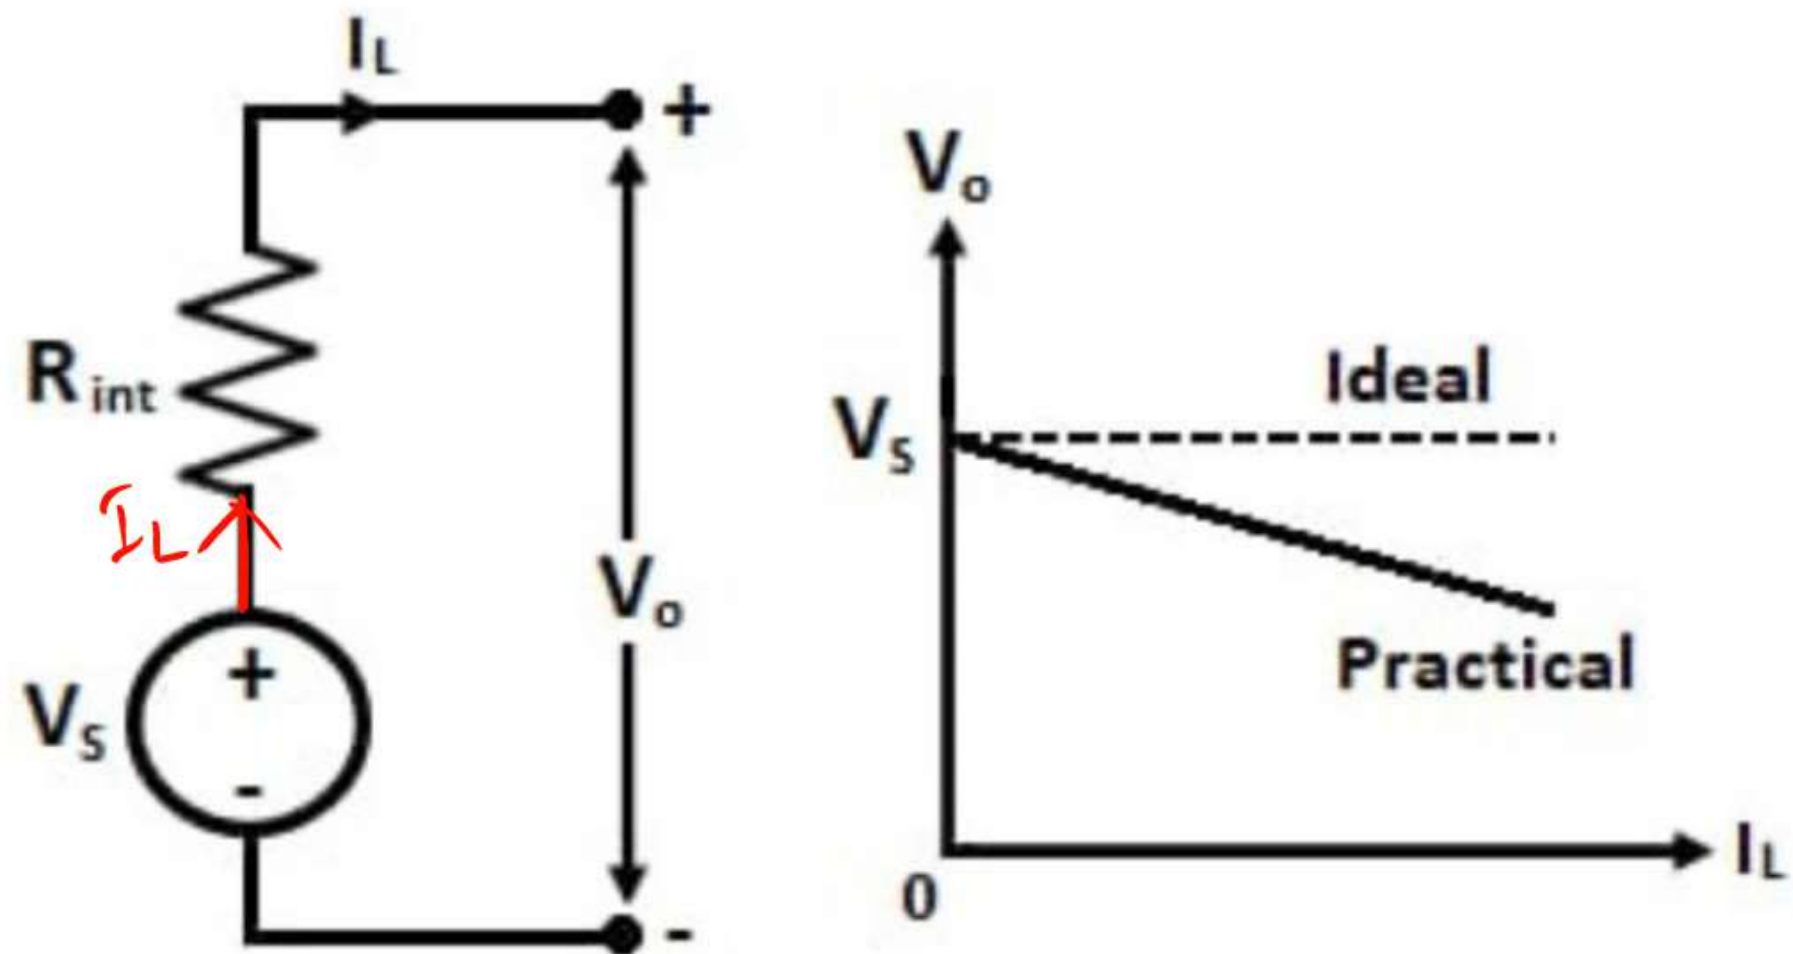 IL
+
Rint
IL
Vo
+
Vs
-
-
Vo
Ideal
Vs
Practical
0
IL